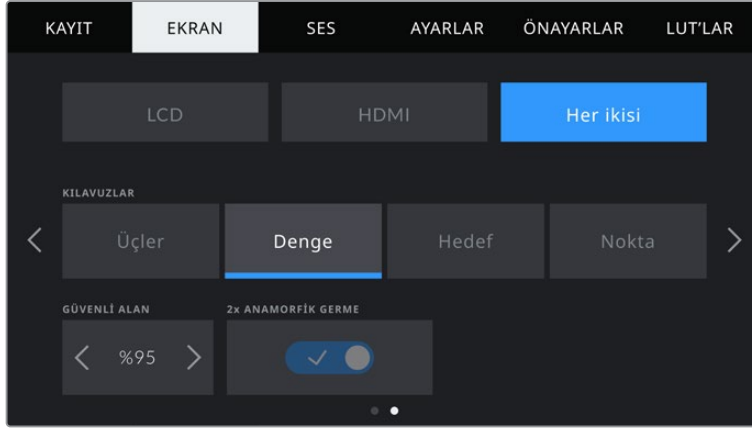 KAYIT EKRAN SES AYARLAR ÖNAYARLAR LUT’LAR
LCD HDMI Her ikisi
KILAVUZLAR
Üçler Denge Hedef Nokta
GÜVENLİ ALAN 2x ANAMORFİK GERME
%95